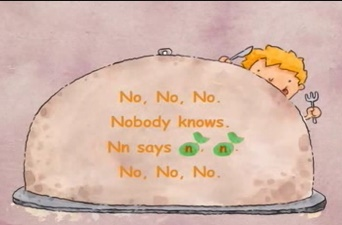 No, No, No.
Nobody knows.
Nn says n, n.
No, No, No.